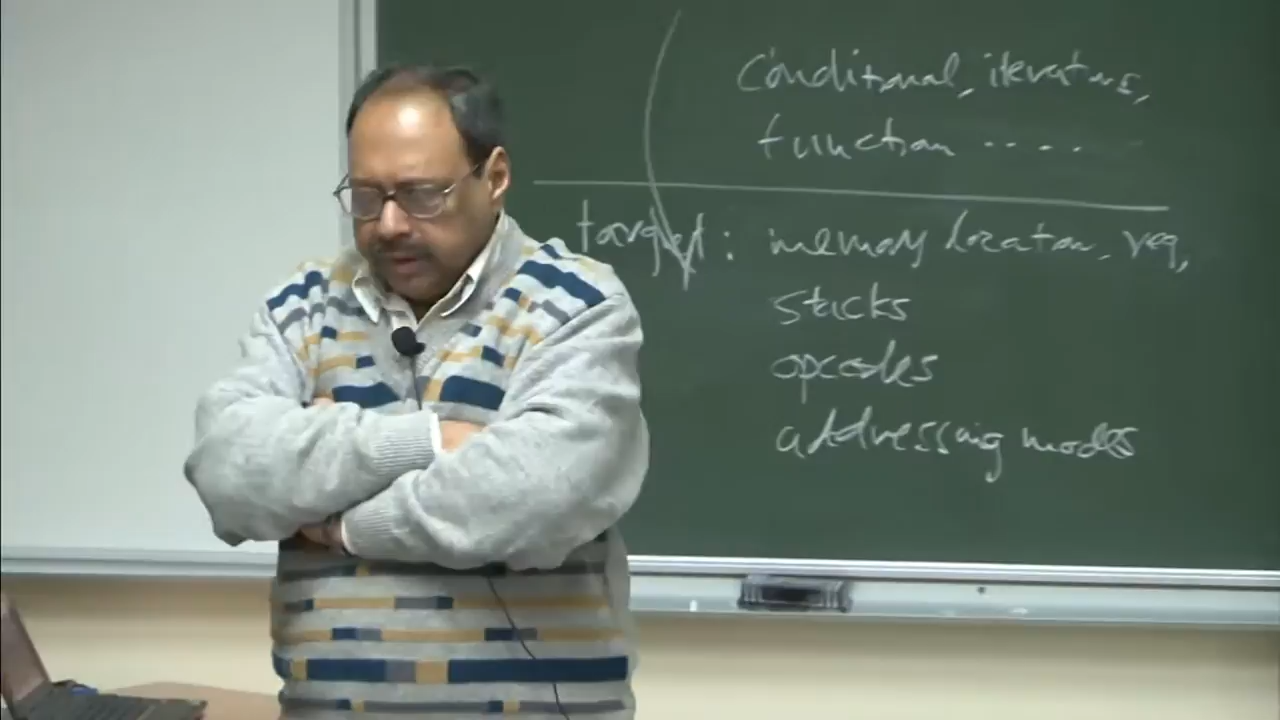 Conditional, iterators,
function .....
target: memory location, reg,
stacks
opcodes
addressing modes